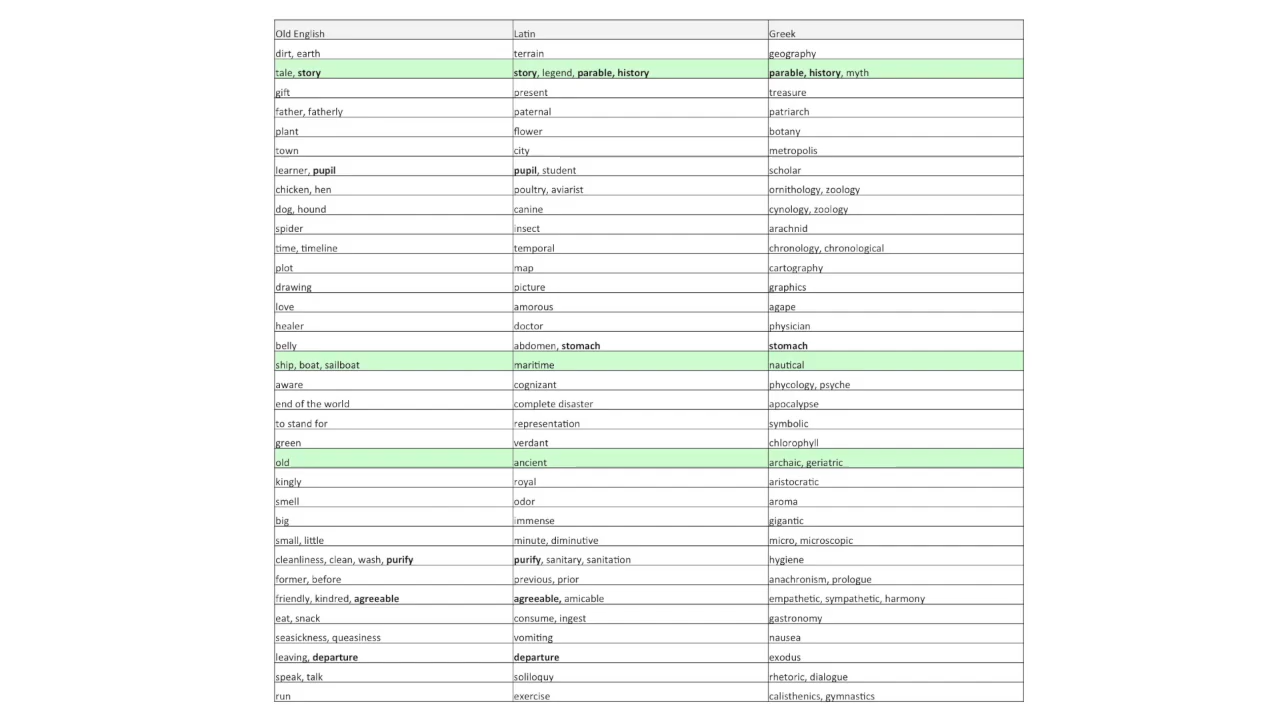 Old English Latin Greek
dirt, earth terrain geography
tale, story story, legend, parable, history parable, history, myth
gift present treasure
father, fatherly paternal patriarch
plant flower botany
town city metropolis
learner, pupil pupil, student scholar
chicken, hen poultry, aviarist ornithology, zoology
dog, hound canine cynology, zoology
spider insect arachnid
time, timeline temporal chronology, chronological
plot map cartography
drawing picture graphics
love amorous agape
healer doctor physician
belly abdomen, stomach stomach
ship, boat, sailboat maritime nautical
aware cognizant phycology, psyche
end of the world complete disaster apocalypse
to stand for representation symbolic
green verdant chlorophyll
old ancient archaic, geriatric
kingly royal aristocratic
smell odor aroma
big immense gigantic
small, little minute, diminutive micro, microscopic
cleanliness, clean, wash, purify purify, sanitary, sanitation hygiene
former, before previous, prior anachronism, prologue
friendly, kindred, agreeable agreeable, amicable empathetic, sympathetic, harmony
eat, snack consume, ingest gastronomy
seasickness, queasiness vomiting nausea
leaving, departure departure exodus
speak, talk soliloquy rhetoric, dialogue
run exercise calisthenics, gymnastics